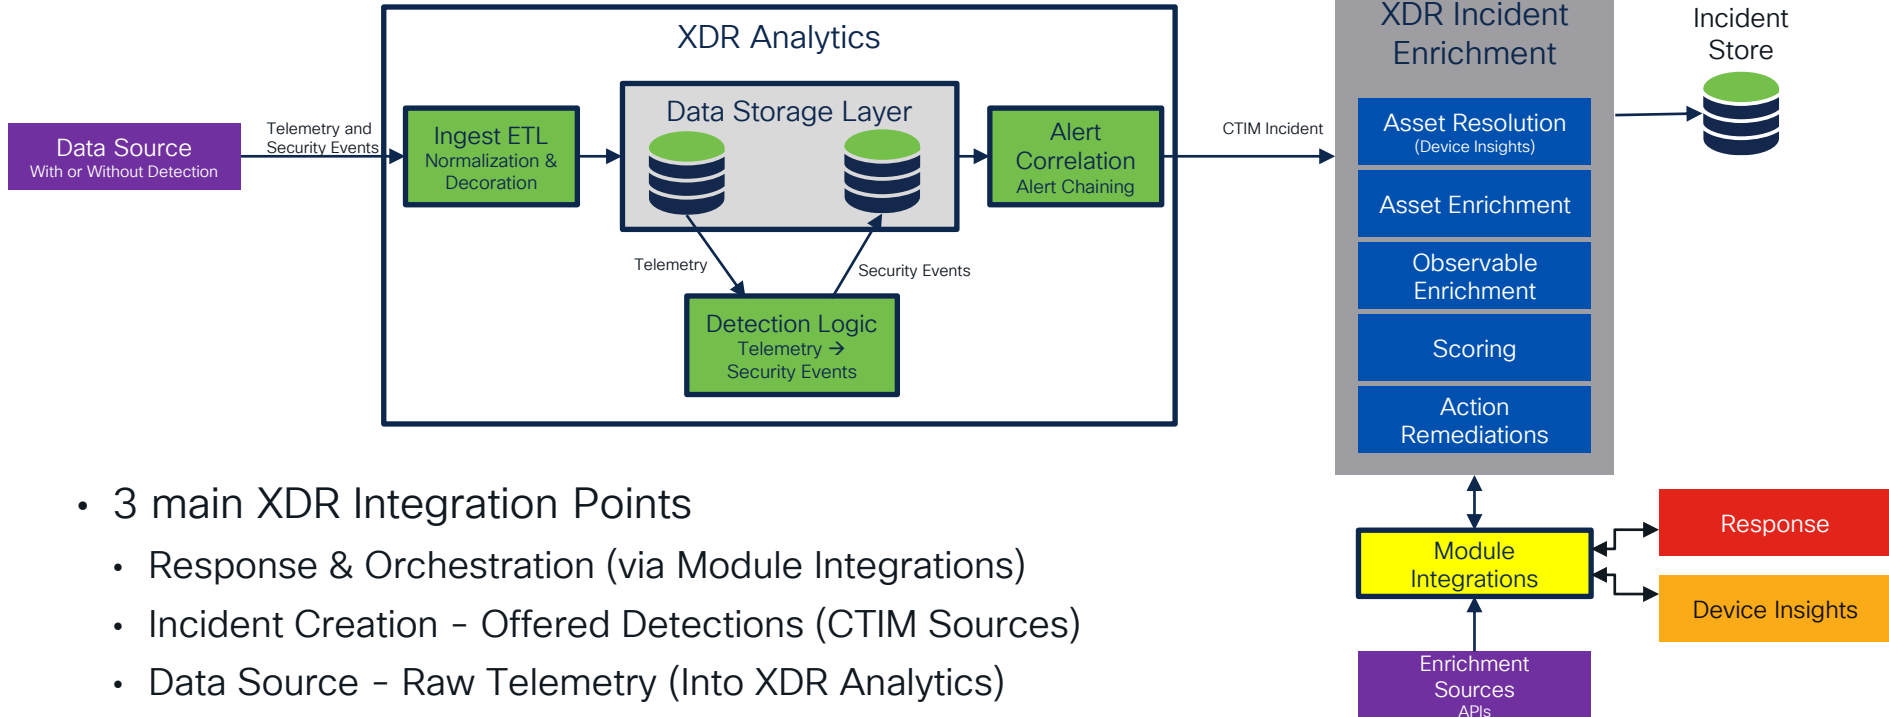 XDR Analytics
Data Source
With or Without Detection
Telemetry and
Security Events
Ingest ETL
Normalization &
Decoration
Data Storage Layer
Telemetry
Security Events
Detection Logic
Telemetry →
Security Events
Alert
Correlation
Alert Chaining
CTIM Incident
XDR Incident
Enrichment
Asset Resolution
(Device Insights)
Asset Enrichment
Observable
Enrichment
Scoring
Action
Remediations
Incident
Store
Module
Integrations
Response
Device Insights
Enrichment
Sources
APIs
• 3 main XDR Integration Points
• Response & Orchestration (via Module Integrations)
• Incident Creation – Offered Detections (CTIM Sources)
• Data Source – Raw Telemetry (Into XDR Analytics)